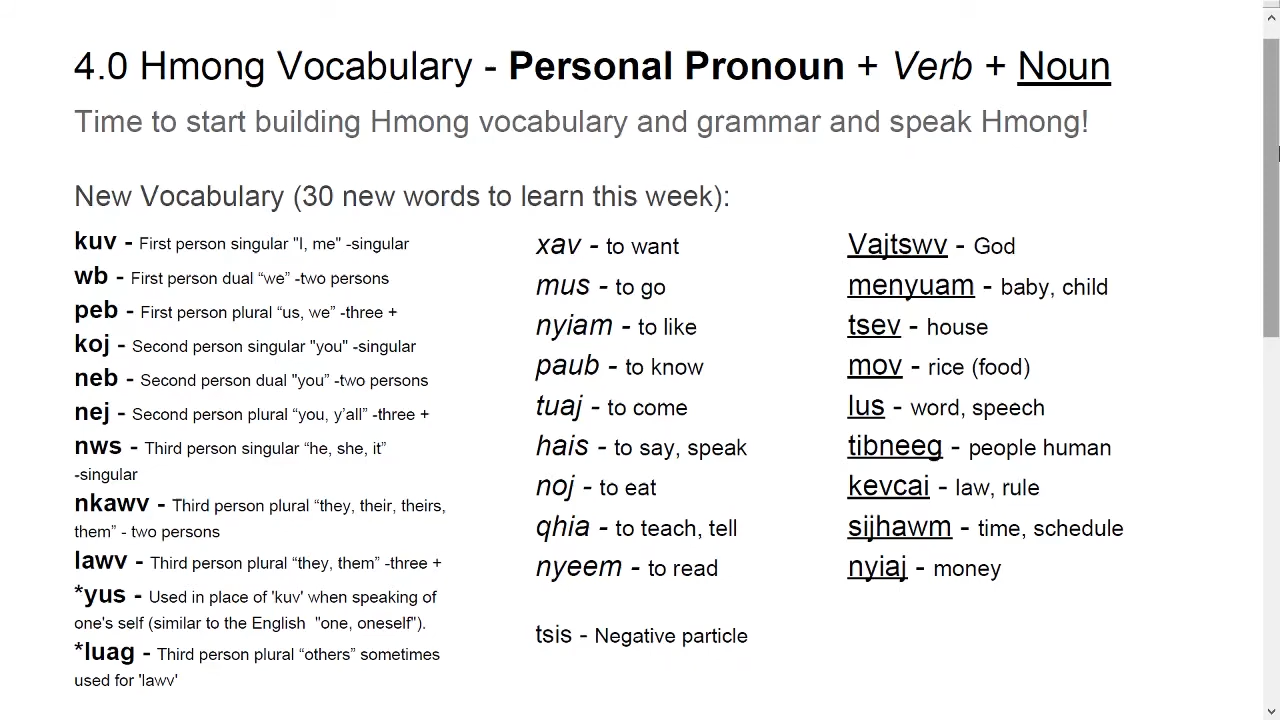 4.0 Hmong Vocabulary - Personal Pronoun + Verb + Noun
Time to start building Hmong vocabulary and grammar and speak Hmong!
New Vocabulary (30 new words to learn this week):
kuv - First person singular "I, me" -singular
wb - First person dual “we” -two persons
peb - First person plural “us, we” -three +
koj - Second person singular "you" -singular
neb - Second person dual "you" -two persons
nej - Second person plural “you, y’all” -three +
nws - Third person singular “he, she, it”
-singular
nkawv - Third person plural “they, their, theirs,
them” - two persons
lawv - Third person plural “they, them” -three +
*yus - Used in place of 'kuv' when speaking of
one's self (similar to the English "one, oneself").
*luag - Third person plural “others” sometimes
used for 'lawv'
xav - to want
mus - to go
nyiam - to like
paub - to know
tuaj - to come
hais - to say, speak
noj - to eat
qhia - to teach, tell
nyeem - to read
tsis - Negative particle
Vajtswv - God
menyuam - baby, child
tsev - house
mov - rice (food)
lus - word, speech
tibneeg - people human
kevcai - law, rule
sijhawm - time, schedule
nyiaj - money